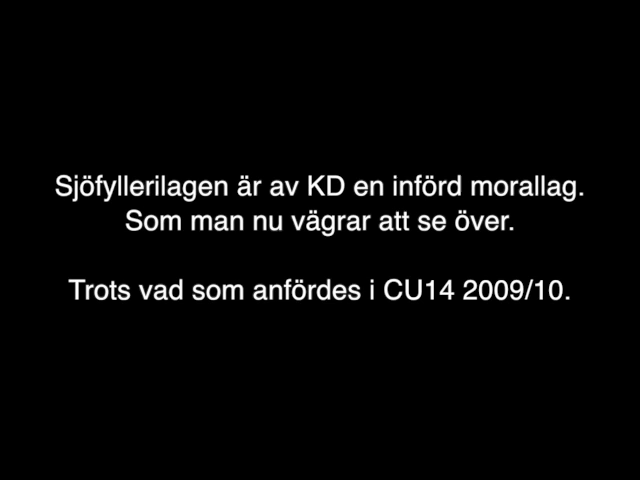 Sjöfyllerilagen är av KD en införd morallag.
Som man nu vägrar att se över.
Trots vad som anfördes i CU14 2009/10.